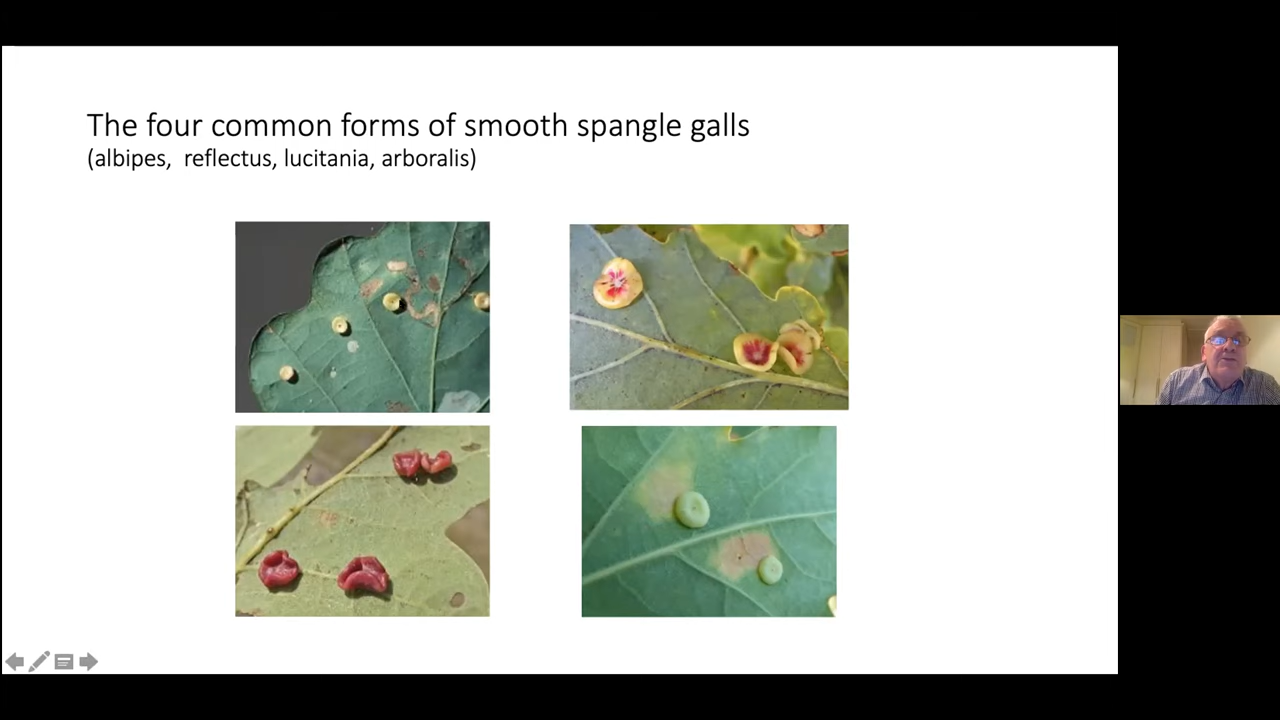 The four common forms of smooth spangle galls
(albipes,  reflectus, lucitania, arboralis)